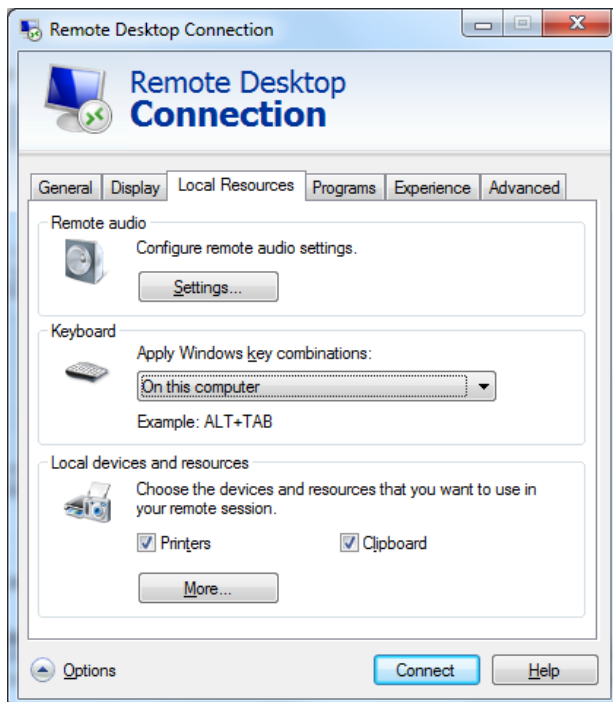 Remote Desktop Connection
Remote Desktop
Connection
General Display Local Resources Programs Experience Advanced
Remote audio
Configure remote audio settings.
Settings...
Keyboard
Apply Windows key combinations:
On this computer
Example: ALT+TAB
Local devices and resources
Choose the devices and resources that you want to use in
your remote session.
Printers Clipboard
More...
Options Connect Help